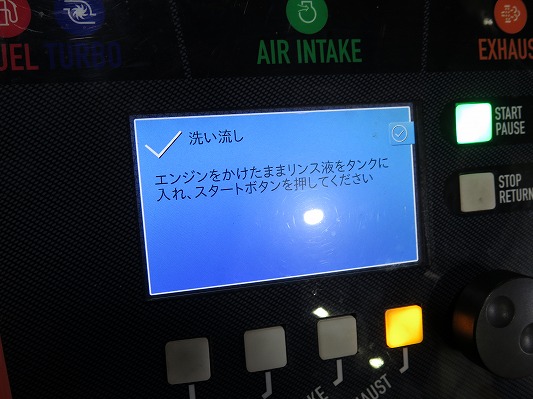 UEL
TURBO
AIR INTAKE
EXHAUS
START
PAUSE
洗い流し
エンジンをかけたままリンス液をタンクに
入れ、スタートボタンを押してください
STOP
RETURN
KE
HAUST